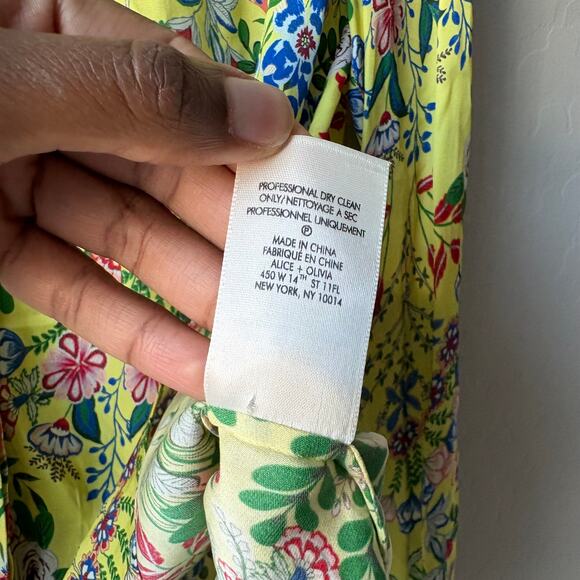 PROFESSIONAL DRY CLEAN
ONLY/NETTOYAGE A SEC
PROFESSIONNEL UNIQUEMENT
Ⓟ
MADE IN CHINA
FABRIQUÉ EN CHINE
ALICE + OLIVIA
450 W 14TH ST 11FL
NEW YORK, NY 10014